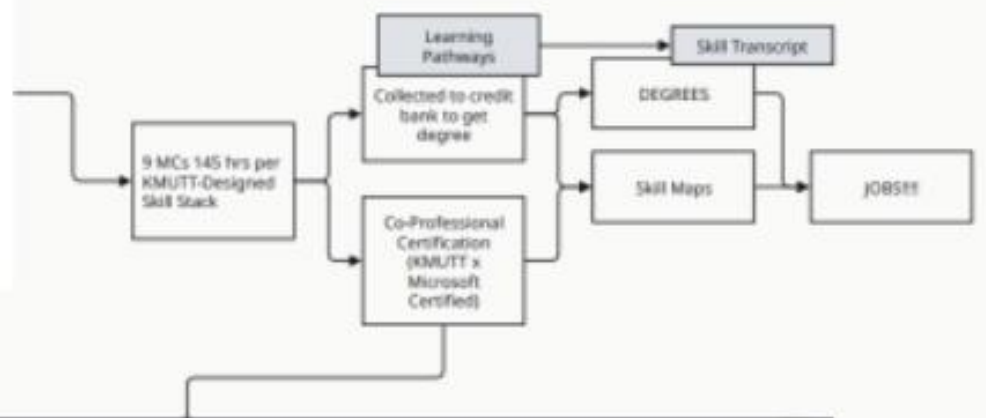 Learning
Pathways
Skill Transcript
Collected to credit
bank to get
degree
DEGREES
9 MCs 145 hrs per
KMUTT-Designed
Skill Stack
Skill Maps
JOBS!!!!
Co-Professional
Certification
(KMUTT x
Microsoft
Certified)